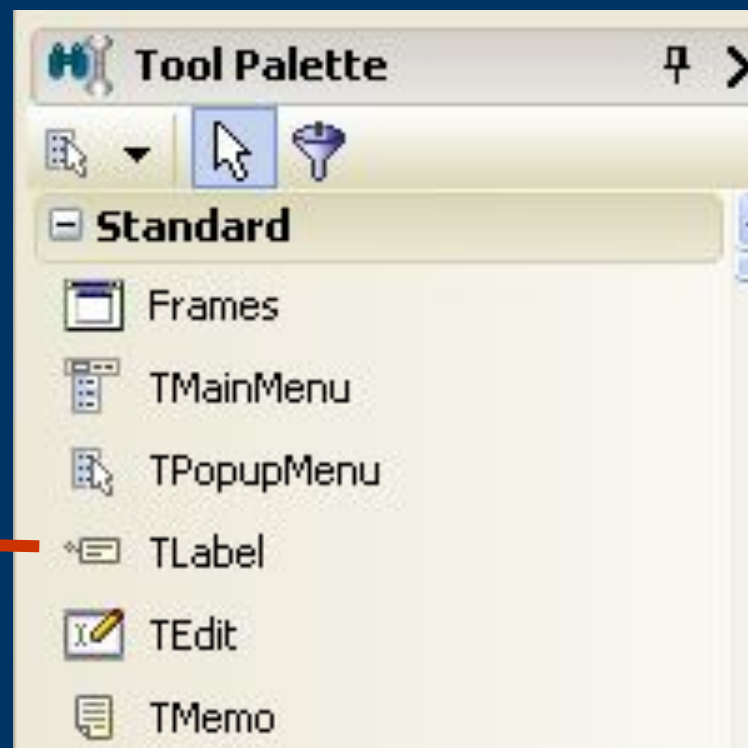 Tool Palette
Standard
Frames
TMainMenu
TPopupMenu
TLabel
TEdit
TMemo